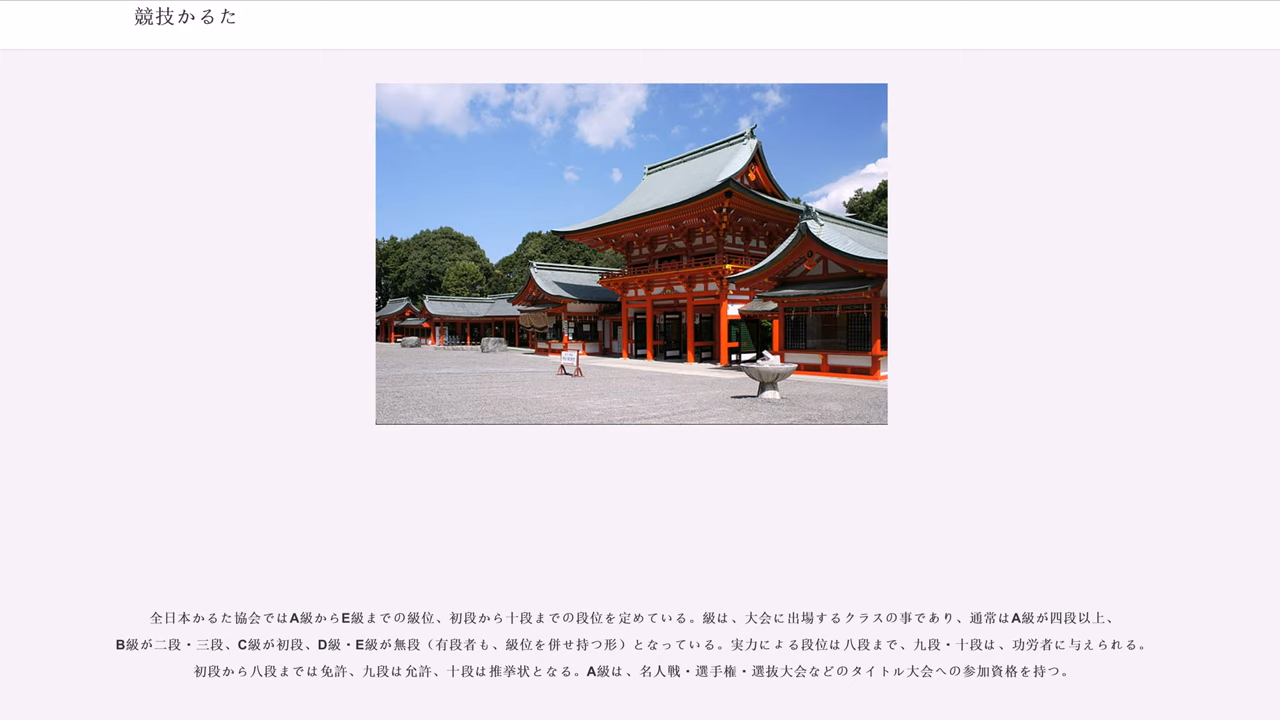 競技かるた
全日本かるた協会ではA級からE級までの級位、初段から十段までの段位を定めている。級は、大会に出場するクラスの事であり、通常はA級が四段以上、
B級が二段・三段、C級が初段、D級・E級が無段（有段者も、級位を併せ持つ形）となっている。実力による段位は八段まで、九段・十段は、功労者に与えられる。
初段から八段までは免許、九段は允許、十段は推挙状となる。A級は、名人戦・選手権・選抜大会などのタイトル大会への参加資格を持つ。